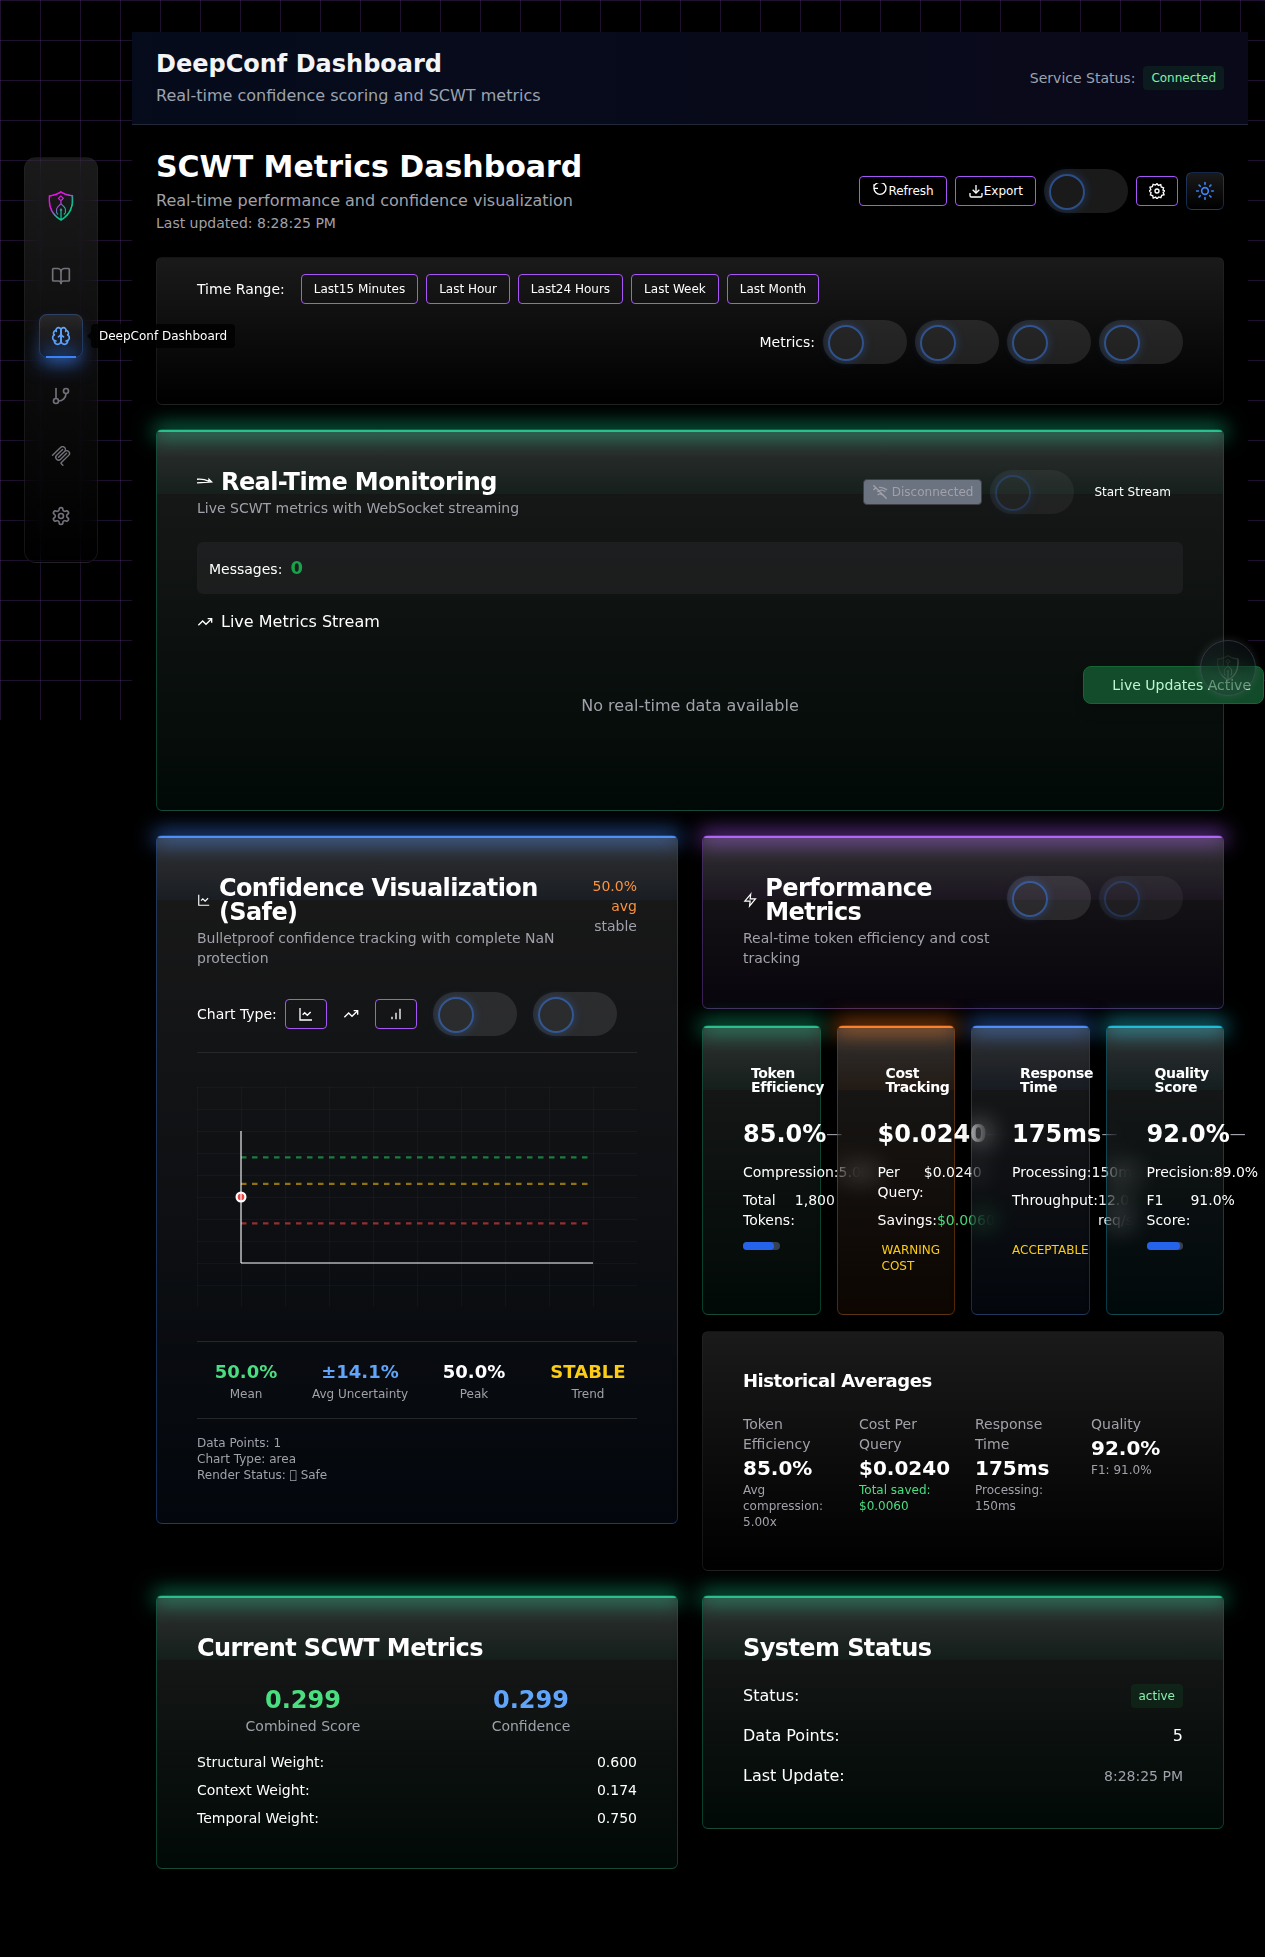 DeepConf Dashboard
Real-time confidence scoring and SCWT metrics
Service Status: Connected
SCWT Metrics Dashboard
Real-time performance and confidence visualization
Last updated: 8:28:25 PM
Refresh
Export
DeepConf Dashboard
Time Range:
Last15 Minutes
Last Hour
Last24 Hours
Last Week
Last Month
Metrics:
Real-Time Monitoring
Live SCWT metrics with WebSocket streaming
Disconnected
Start Stream
Messages: 0
Live Metrics Stream
No real-time data available
Live Updates Active
Confidence Visualization
(Safe)
Bulletproof confidence tracking with complete NaN
protection
50.0%
avg
stable
Chart Type:
50.0%
Mean
±14.1%
Avg Uncertainty
50.0%
Peak
STABLE
Trend
Data Points: 1
Chart Type: area
Render Status: Safe
Performance
Metrics
Real-time token efficiency and cost
tracking
Token
Efficiency
85.0%—
Compression:
Total
Tokens:
1,800
Cost
Tracking
$0.0240
Per
Query:
$0.0240
Savings:$0.0060
WARNING
COST
Response
Time
175ms—
Processing:150m
Throughput:12.0
req/
ACCEPTABLE
Quality
Score
92.0%—
Precision:89.0%
F1
Score:
91.0%
Historical Averages
Token
Efficiency
85.0%
Avg
compression:
5.00x
Cost Per
Query
$0.0240
Total saved:
$0.0060
Response
Time
175ms
Processing:
150ms
Quality
92.0%
F1: 91.0%
Current SCWT Metrics
0.299
Combined Score
0.299
Confidence
Structural Weight: 0.600
Context Weight: 0.174
Temporal Weight: 0.750
System Status
Status: active
Data Points: 5
Last Update: 8:28:25 PM